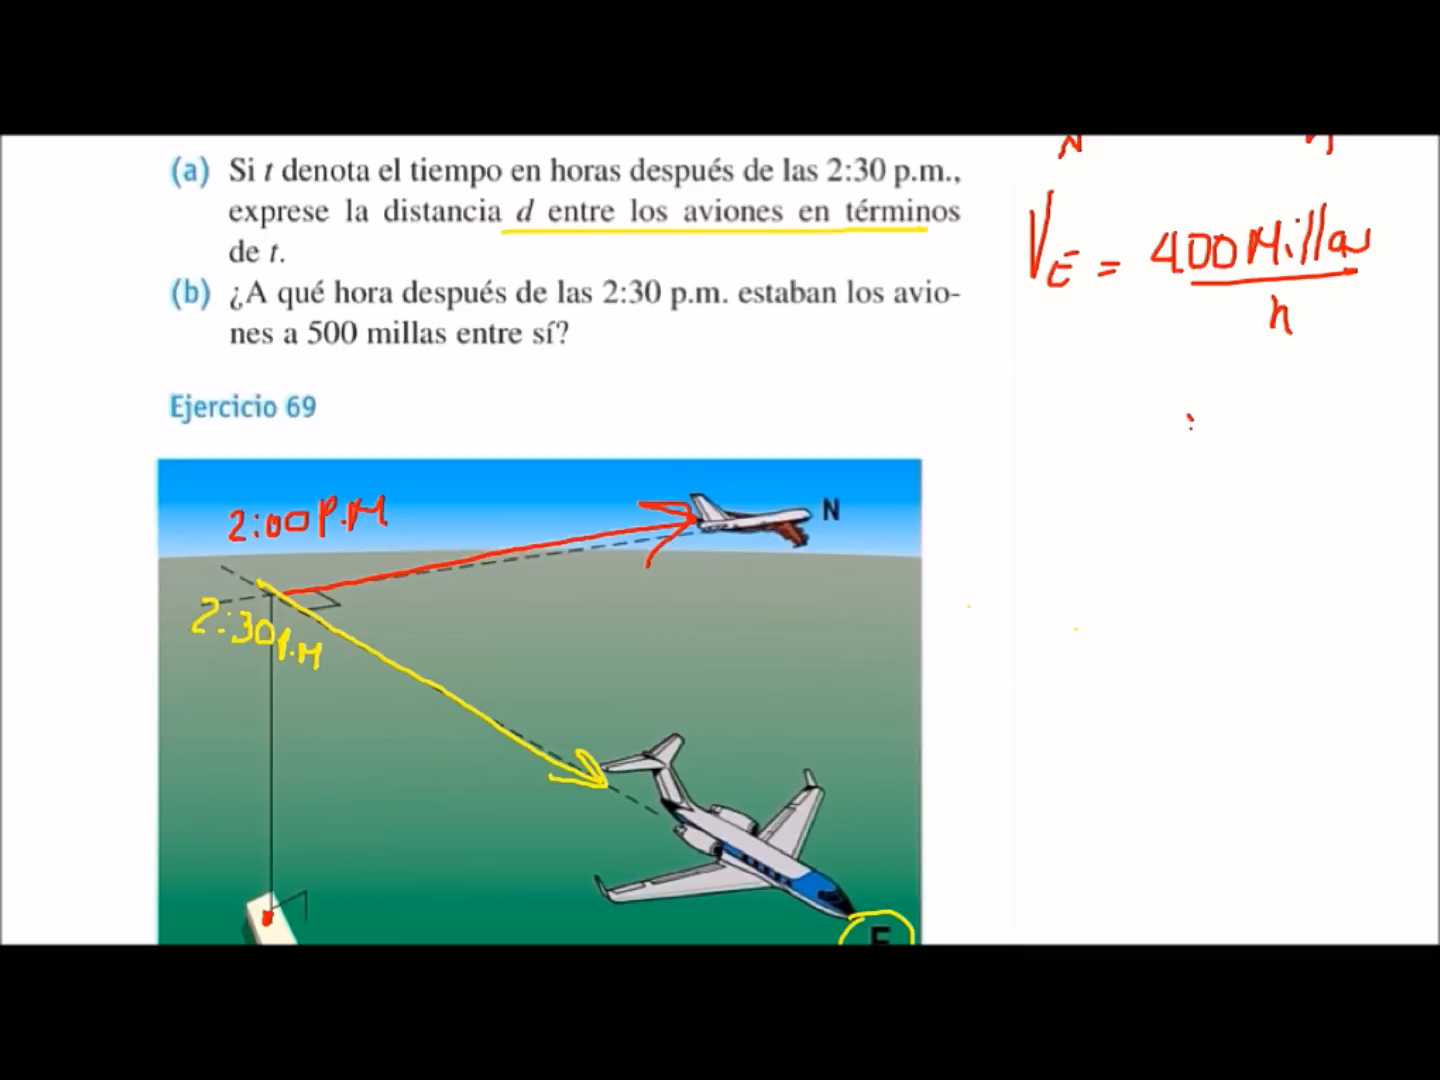 (a) Si t denota el tiempo en horas después de las 2:30 p.m.,
exprese la distancia d entre los aviones en términos
de t.
(b) ¿A qué hora después de las 2:30 p.m. estaban los avio-
nes a 500 millas entre sí?
Ejercicio 69
2:00 P.M
N
2:30 P.M
E
V_E = 400 Millas
h